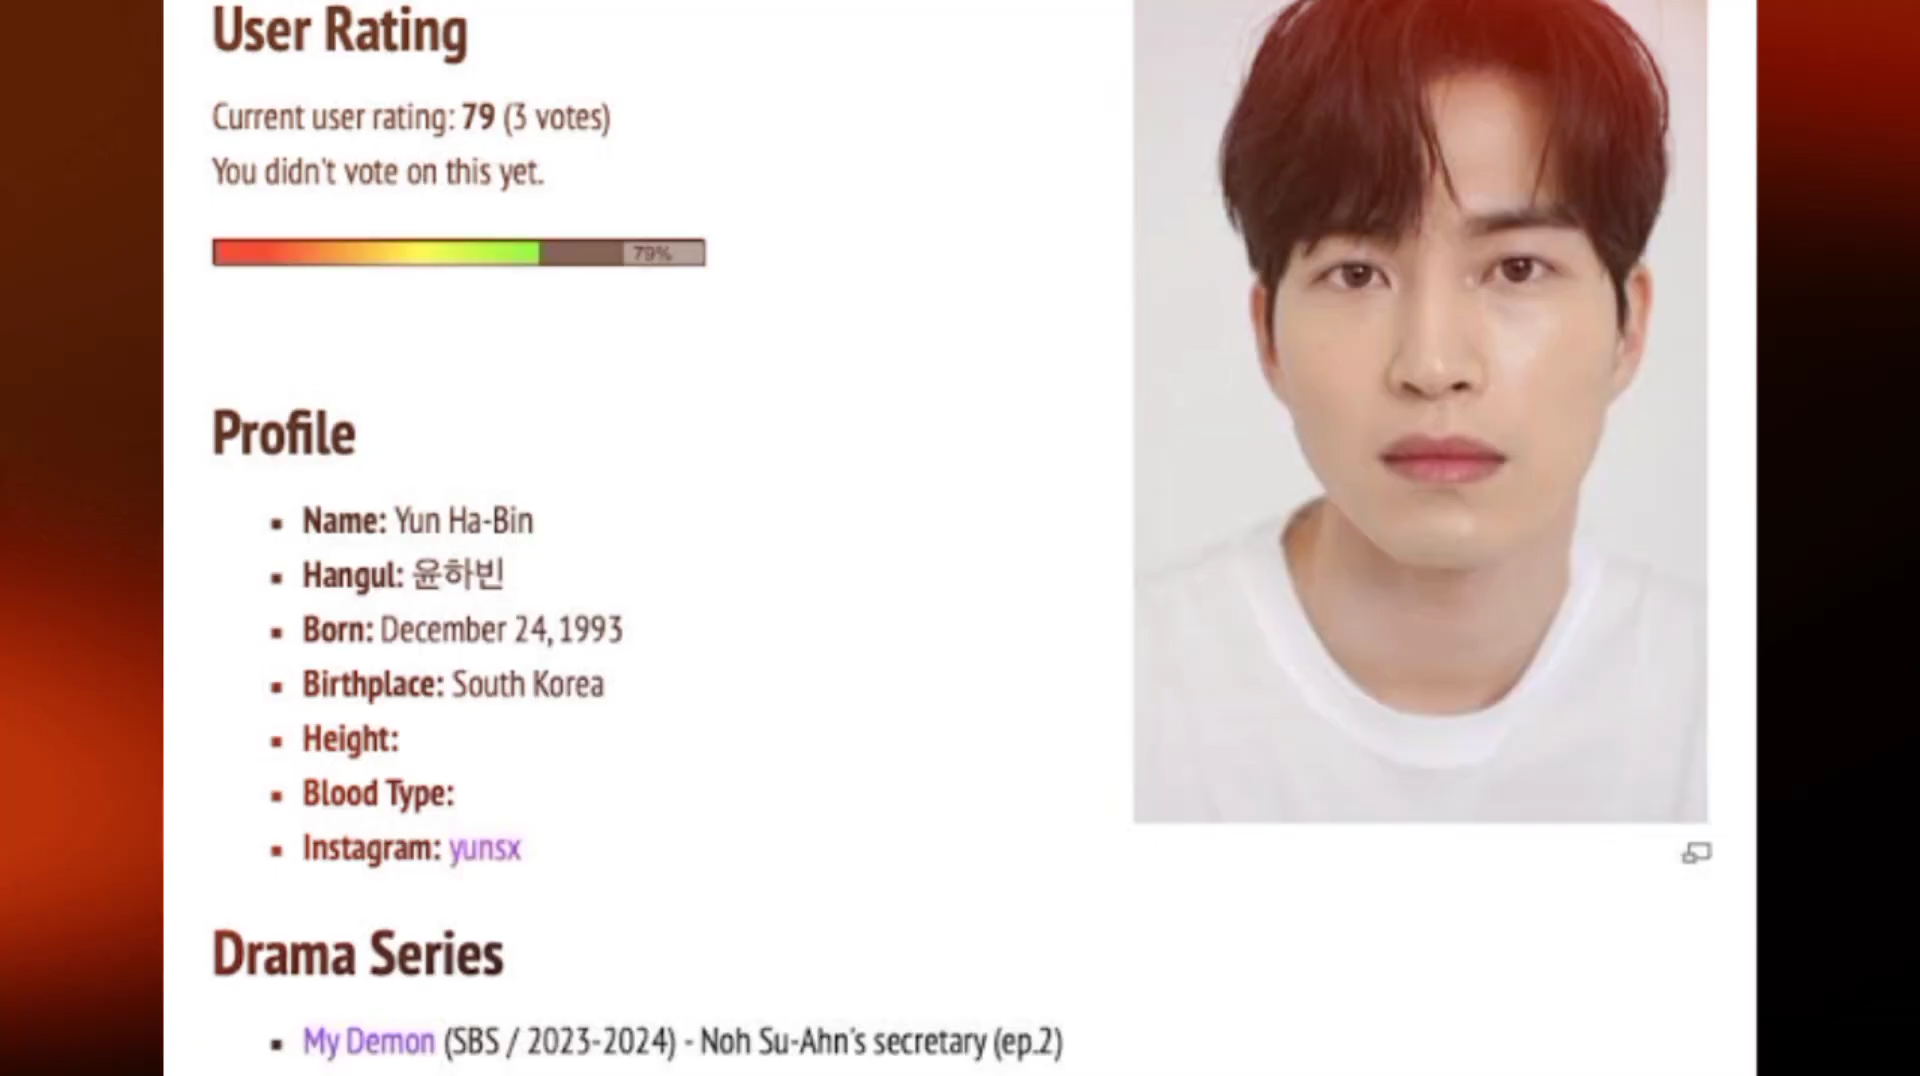 User Rating
Current user rating: 79 (3 votes)
You didn't vote on this yet.
79%
Profile
Name: Yun Ha-Bin
Hangul: 윤하빈
Born: December 24, 1993
Birthplace: South Korea
Height:
Blood Type:
Instagram: yunsx
Drama Series
My Demon (SBS / 2023-2024) - Noh Su-Ahn's secretary (ep.2)